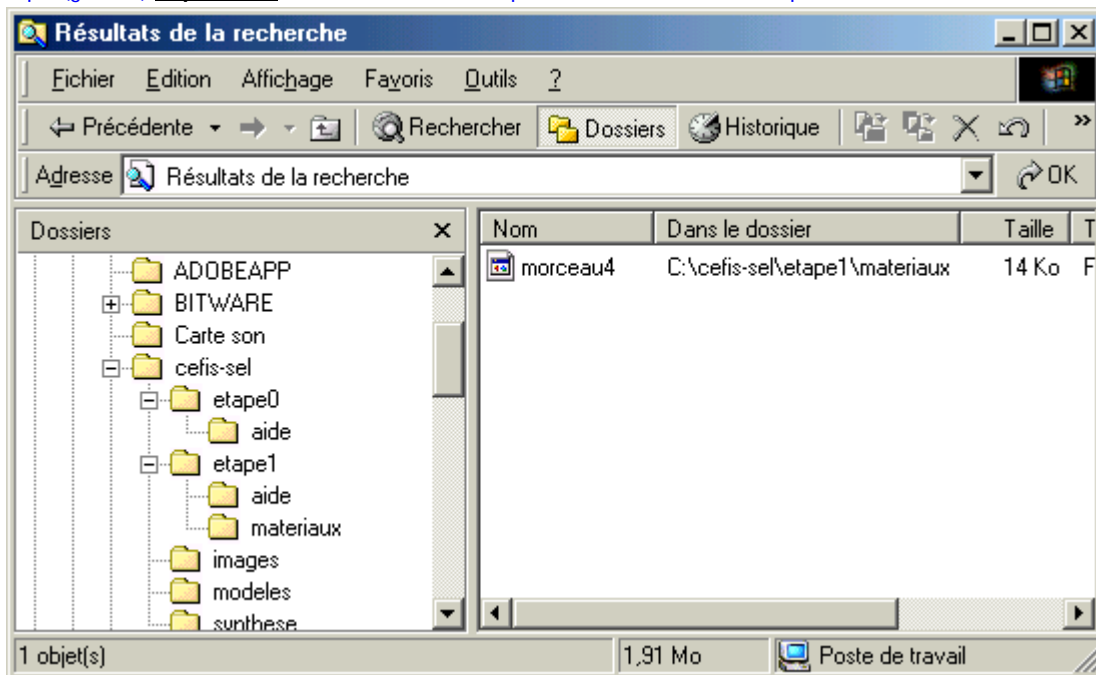 Résultats de la recherche
Fichier Edition Affichage Favoris Outils ?
Précédente Rechercher Dossiers Historique »
Adresse Résultats de la recherche OK
Dossiers
ADOBEAPP
BITWARE
Carte son
cefis-sel
etape0
aide
etape1
aide
materiaux
images
modeles
synthese
Nom Dans le dossier Taille T
morceau4 C:\cefis-sel\etape1\materiaux 14 Ko F
1 objet(s) 1,91 Mo Poste de travail